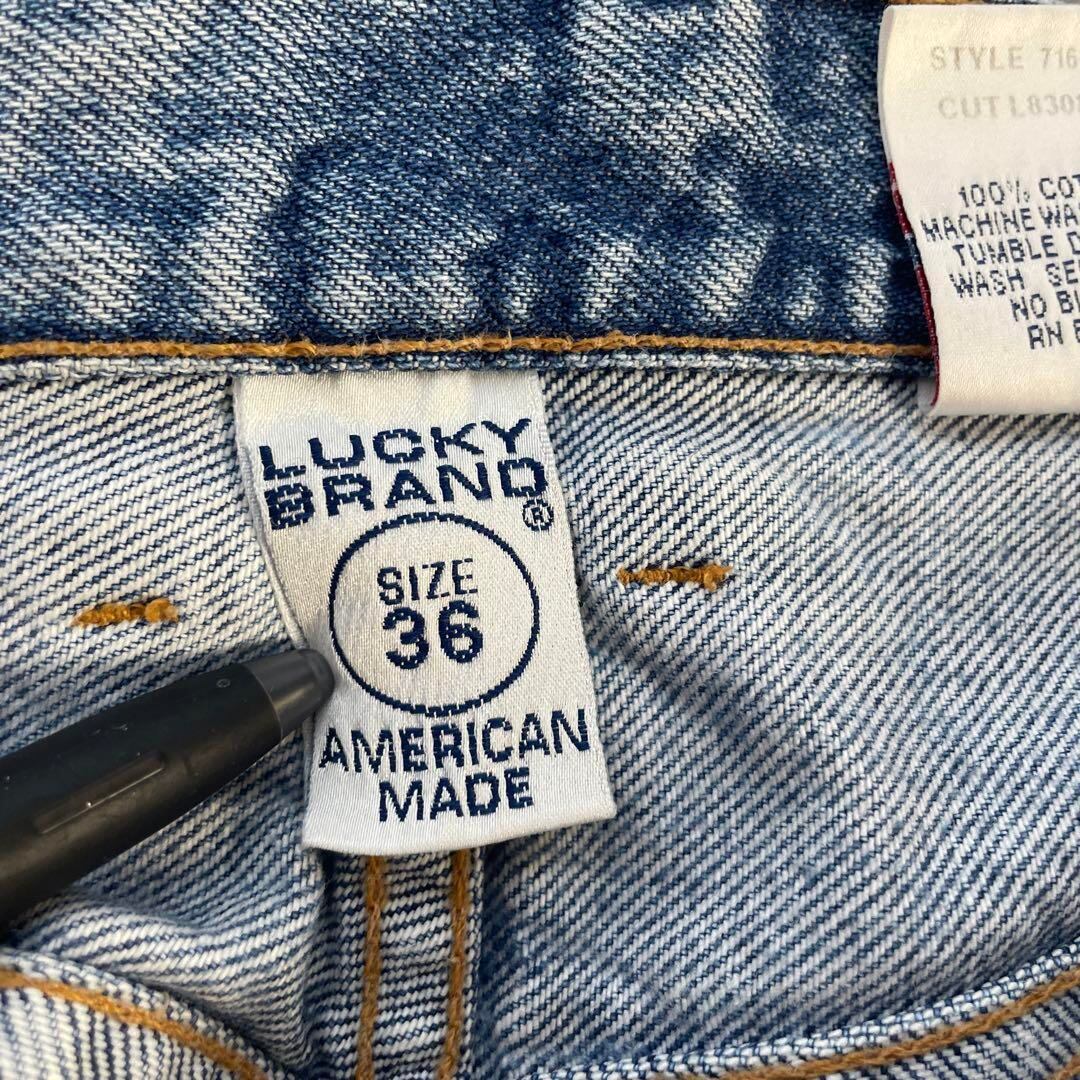 LUCKY
BRAND®
SIZE
36
AMERICAN
MADE
STYLE 716
CUT L830
100% COT
MACHINE WA
TUMBLE D
WASH SE
NO BL
RN